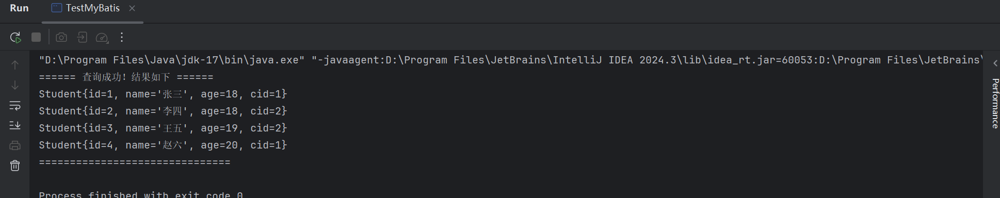 Run TestMyBatis
"D:\Program Files\Java\jdk-17\bin\java.exe" "-javaagent:D:\Program Files\JetBrains\IntelliJ IDEA 2024.3\lib\idea_rt.jar=60053:D:\Program Files\JetBrains\
====== 查询成功！结果如下 ======
Student{id=1, name='张三', age=18, cid=1}
Student{id=2, name='李四', age=18, cid=2}
Student{id=3, name='王五', age=19, cid=2}
Student{id=4, name='赵六', age=20, cid=1}
===============================
Process finished with exit code 0
Performance